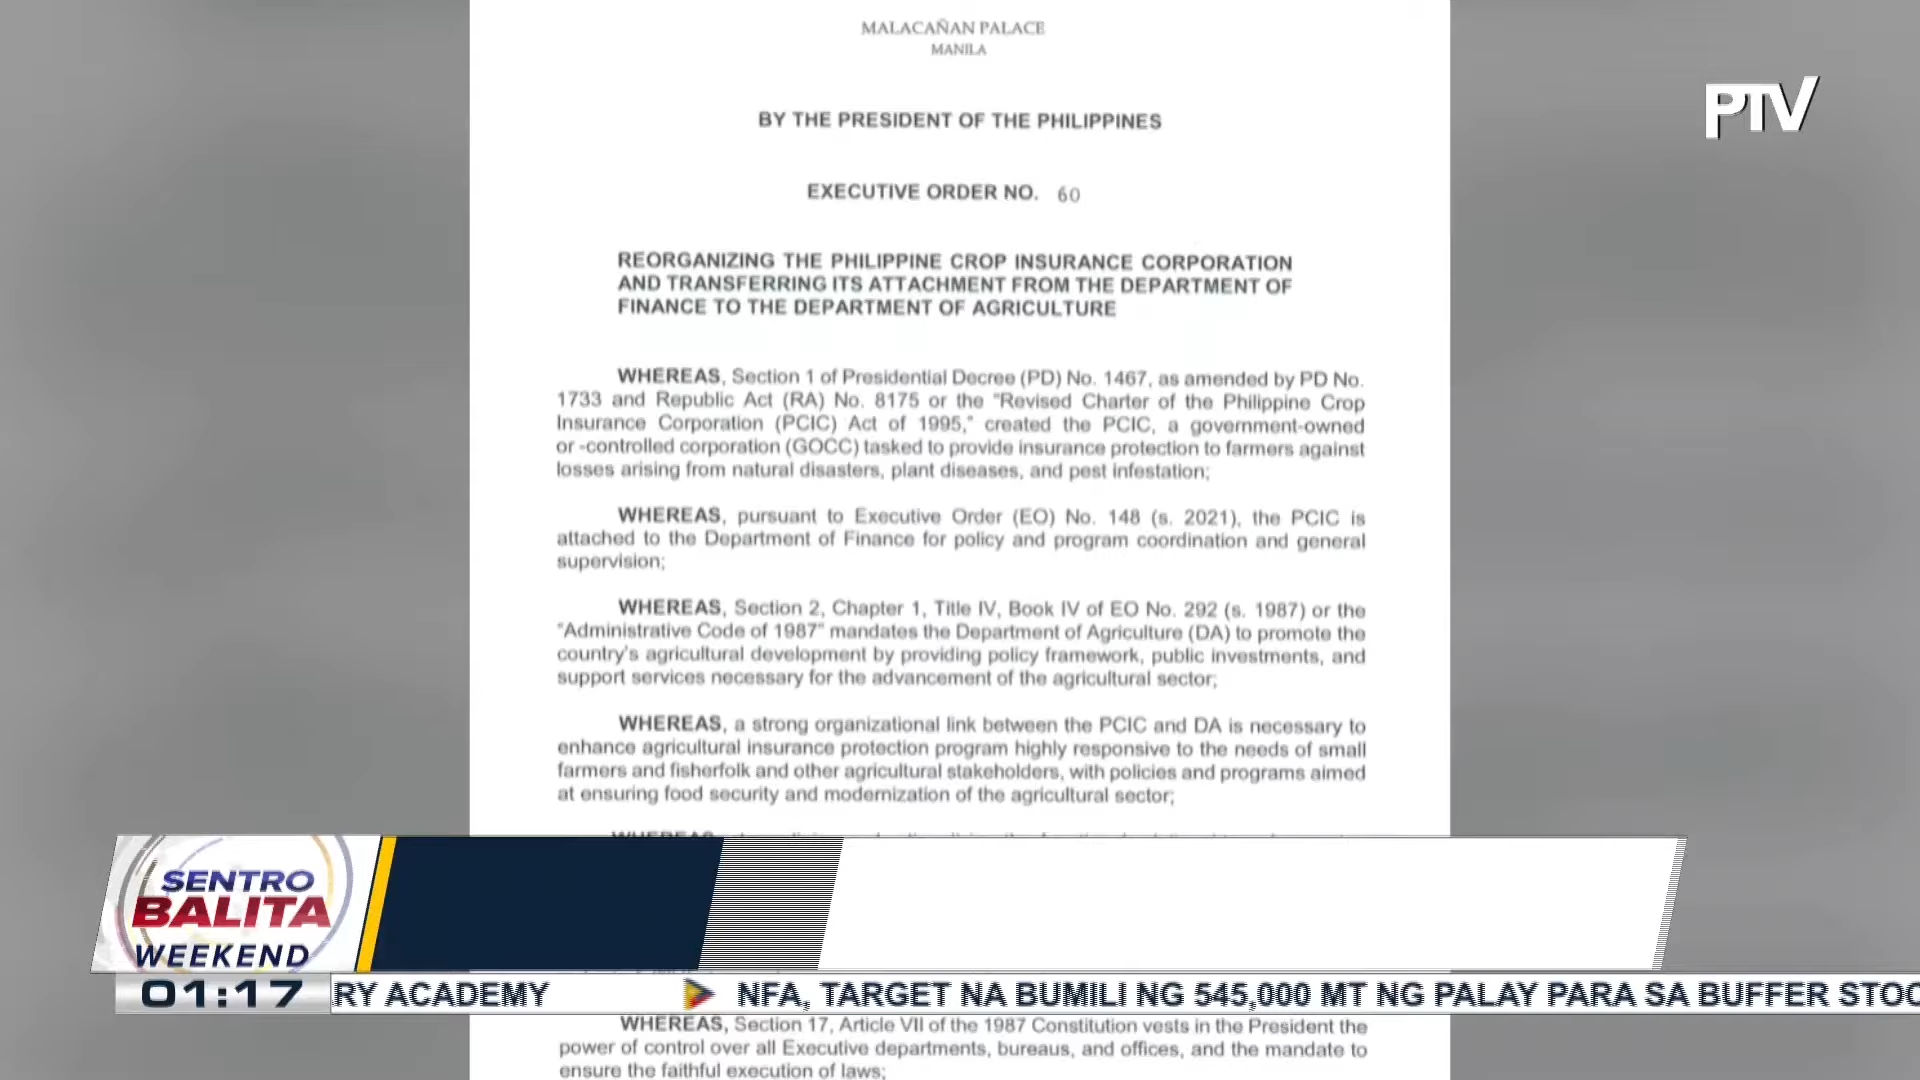 MALACAÑAN PALACE
MANILA
PTV
BY THE PRESIDENT OF THE PHILIPPINES
EXECUTIVE ORDER NO. 60
REORGANIZING THE PHILIPPINE CROP INSURANCE CORPORATION
AND TRANSFERRING ITS ATTACHMENT FROM THE DEPARTMENT OF
FINANCE TO THE DEPARTMENT OF AGRICULTURE
WHEREAS, Section 1 of Presidential Decree (PD) No. 1467, as amended by PD No.
1733 and Republic Act (RA) No. 8175 or the "Revised Charter of the Philippine Crop
Insurance Corporation (PCIC) Act of 1995," created the PCIC, a government-owned
or -controlled corporation (GOCC) tasked to provide insurance protection to farmers against
losses arising from natural disasters, plant diseases, and pest infestation;
WHEREAS, pursuant to Executive Order (EO) No. 148 (s. 2021), the PCIC is
attached to the Department of Finance for policy and program coordination and general
supervision;
WHEREAS, Section 2, Chapter 1, Title IV, Book IV of EO No. 292 (s. 1987) or the
"Administrative Code of 1987" mandates the Department of Agriculture (DA) to promote the
country's agricultural development by providing policy framework, public investments, and
support services necessary for the advancement of the agricultural sector;
WHEREAS, a strong organizational link between the PCIC and DA is necessary to
enhance agricultural insurance protection program highly responsive to the needs of small
farmers and fisherfolk and other agricultural stakeholders, with policies and programs aimed
at ensuring food security and modernization of the agricultural sector;
SENTRO
BALITA
WEEKEND
01:17 RY ACADEMY NFA, TARGET NA BUMILI NG 545,000 MT NG PALAY PARA SA BUFFER STOC
WHEREAS, Section 17, Article VII of the 1987 Constitution vests in the President the
power of control over all Executive departments, bureaus, and offices, and the mandate to
ensure the faithful execution of laws;